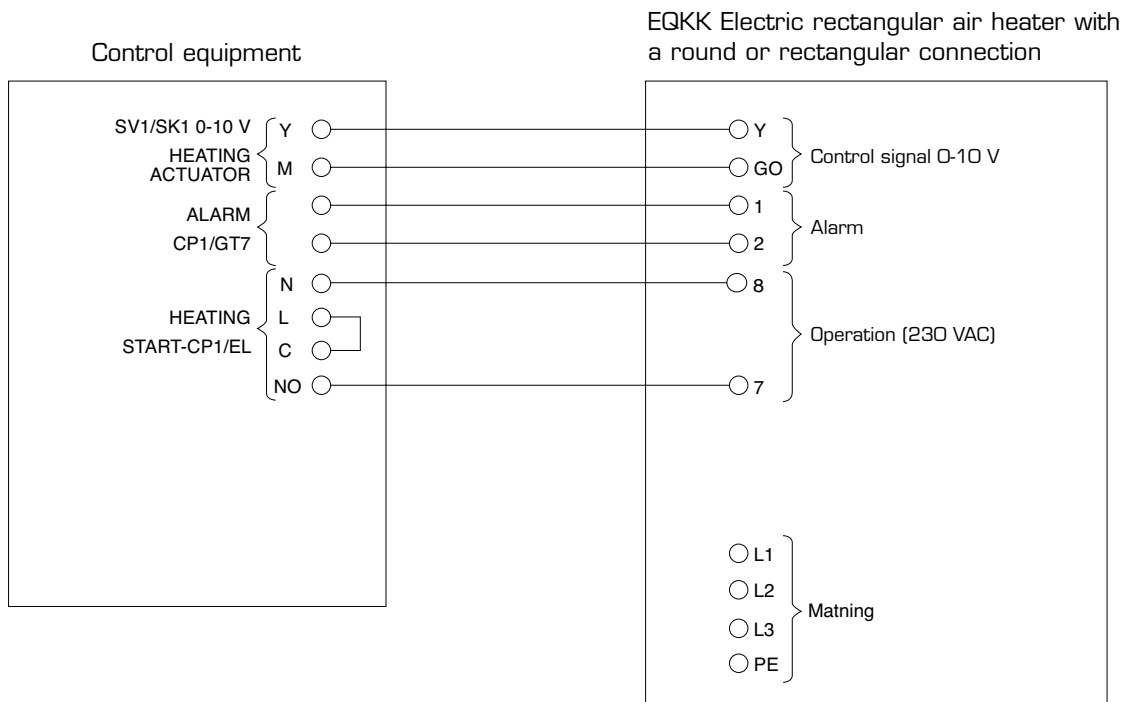 Control equipment
EQKK Electric rectangular air heater with
a round or rectangular connection
SV1/SK1 0-10 V
HEATING
ACTUATOR
Y
M
ALARM
CP1/GT7
HEATING
START-CP1/EL
N
L
C
NO
Y
GO
Control signal 0-10 V
1
2
Alarm
8
7
Operation (230 VAC)
L1
L2
L3
PE
Matning